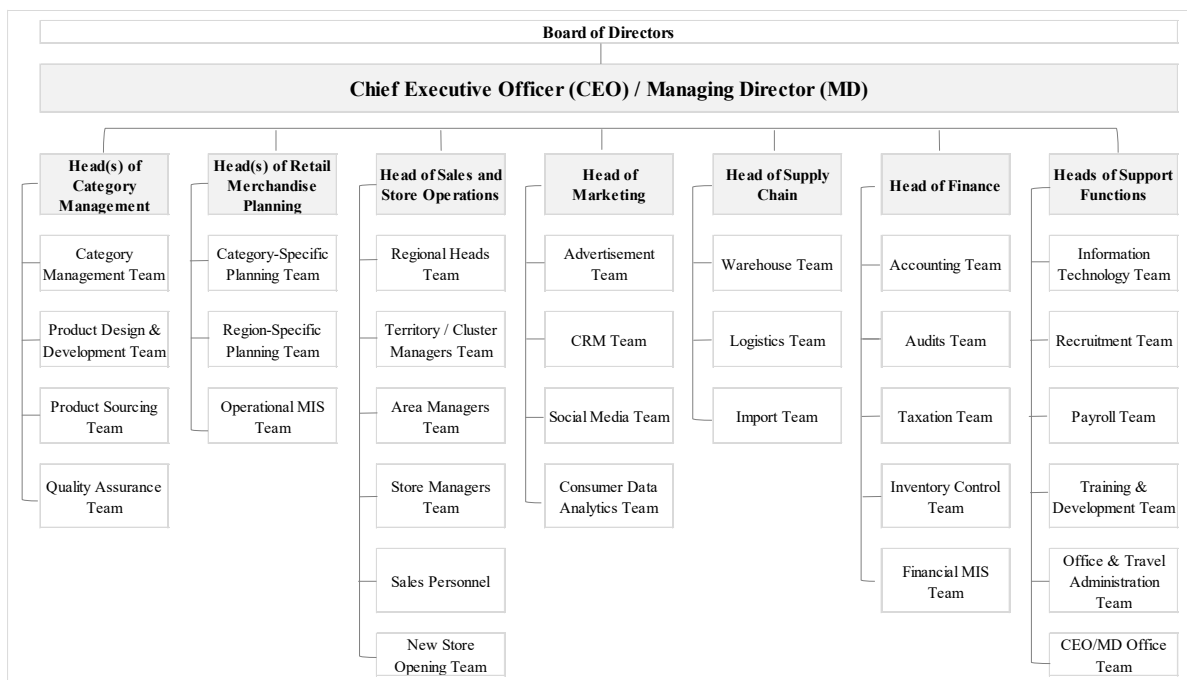 Board of Directors
Chief Executive Officer (CEO) / Managing Director (MD)
Head(s) of
Category
Management
Category
Management Team
Product Design &
Development Team
Product Sourcing
Team
Quality Assurance
Team
Head(s) of Retail
Merchandise
Planning
Category-Specific
Planning Team
Region-Specific
Planning Team
Operational MIS
Team
Head of Sales and
Store Operations
Regional Heads
Team
Territory / Cluster
Managers Team
Area Managers
Team
Store Managers
Team
Sales Personnel
New Store
Opening Team
Head of
Marketing
Advertisement
Team
CRM Team
Social Media Team
Consumer Data
Analytics Team
Head of Supply
Chain
Warehouse Team
Logistics Team
Import Team
Head of Finance
Accounting Team
Audits Team
Taxation Team
Inventory Control
Team
Financial MIS
Team
Heads of Support
Functions
Information
Technology Team
Recruitment Team
Payroll Team
Training &
Development Team
Office & Travel
Administration
Team
CEO/MD Office
Team